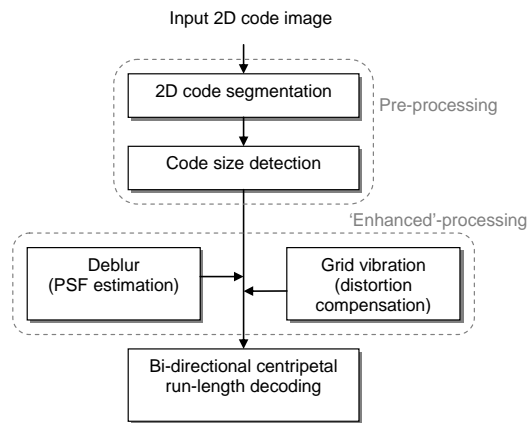 Input 2D code image
2D code segmentation
Pre-processing
Code size detection
‘Enhanced’-processing
Deblur
(PSF estimation)
Grid vibration
(distortion
compensation)
Bi-directional centripetal
run-length decoding